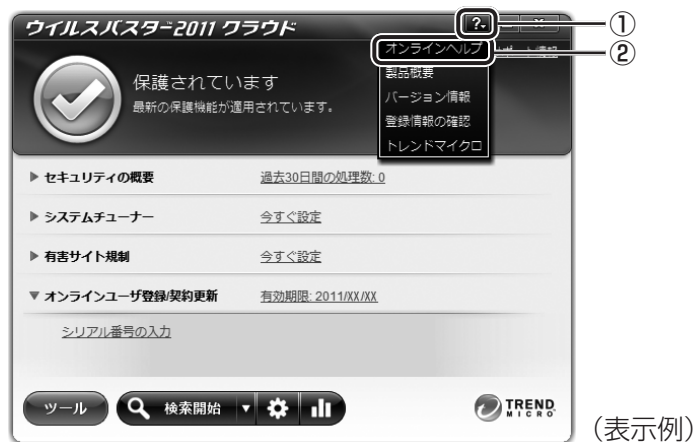 ウイルスバスター2011 クラウド
?
①
オンラインヘルプ
②
製品概要
バージョン情報
登録情報の確認
トレンドマイクロ
保護されています
最新の保護機能が適用されています。
▶ セキュリティの概要 過去30日間の処理数: 0
▶ システムチューナー 今すぐ設定
▶ 有害サイト規制 今すぐ設定
▼ オンラインユーザ登録/契約更新 有効期限: 2011/XX/XX
シリアル番号の入力
ツール 検索開始 ▼
TREND
MICRO
(表示例)